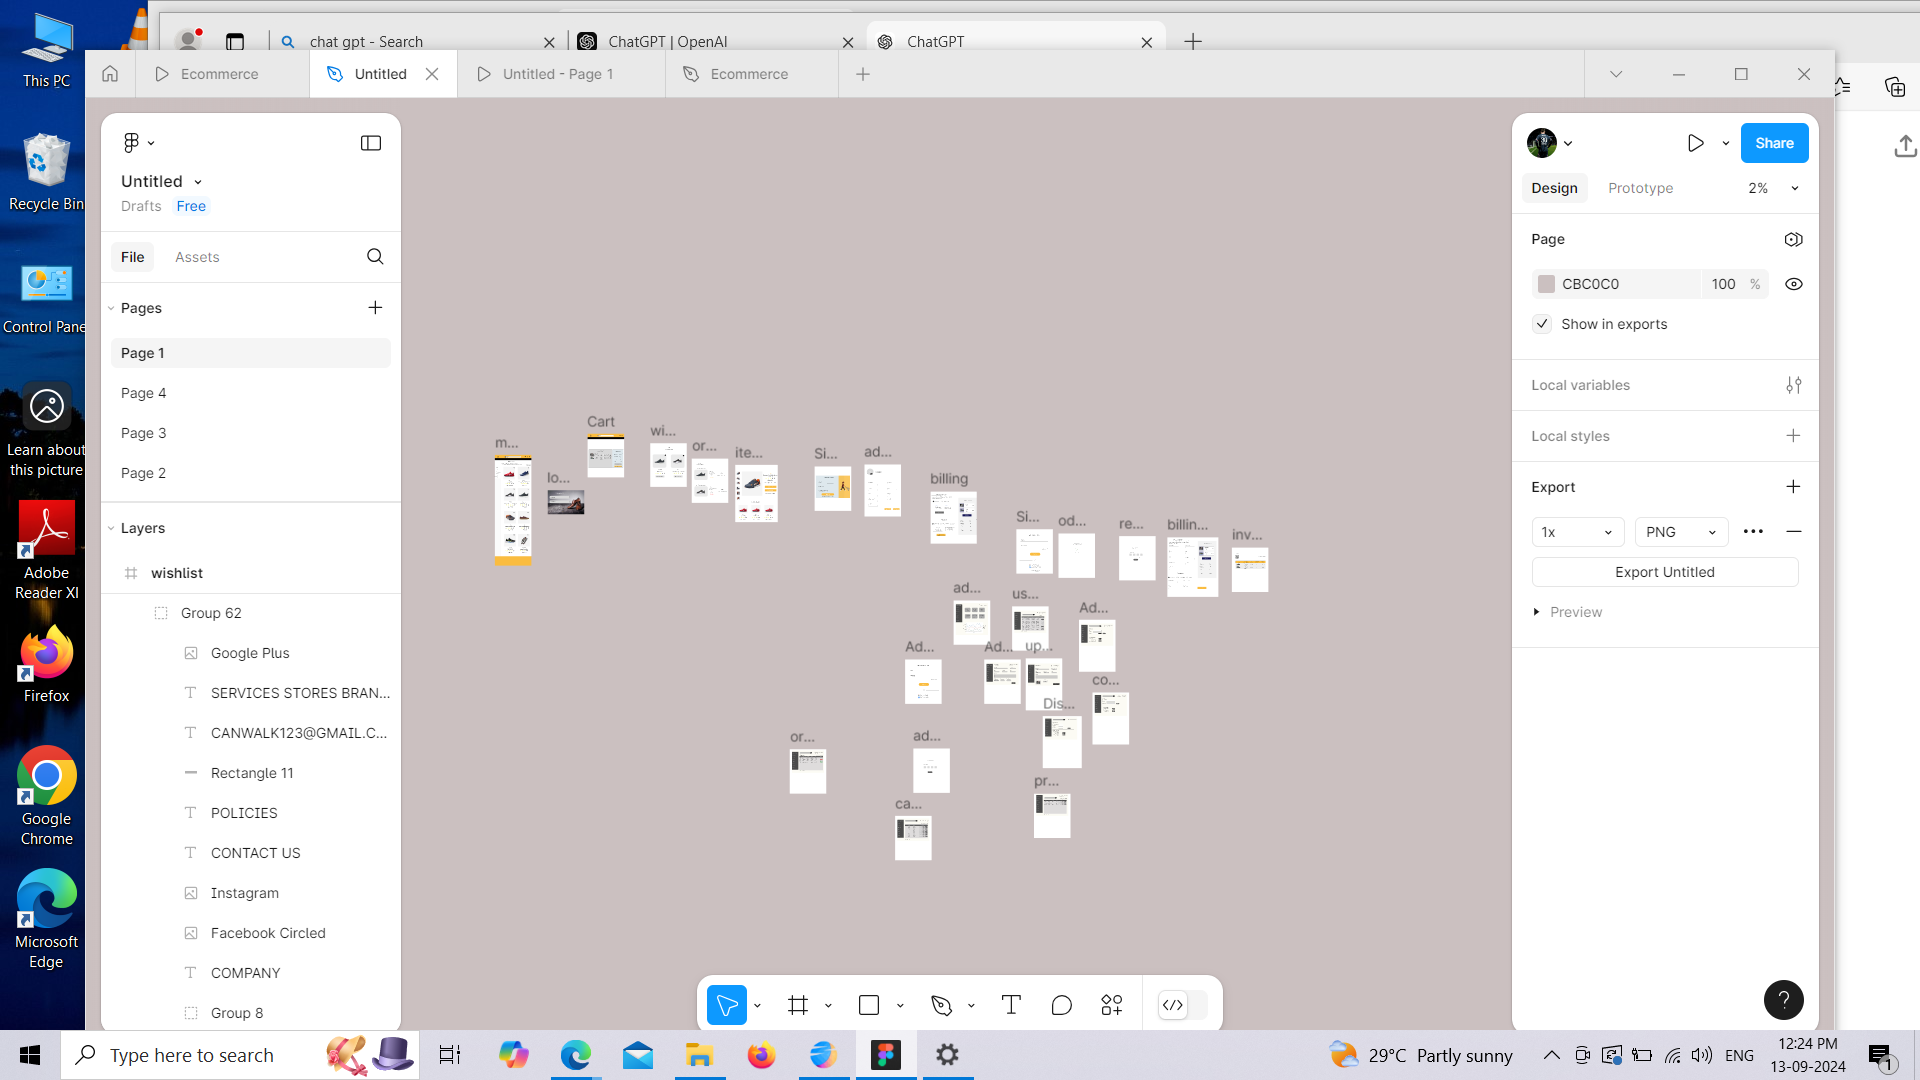 This PC
Recycle Bin
Control Pane
Learn about
this picture
Adobe
Reader XI
Firefox
Google
Chrome
Microsoft
Edge
chat gpt - Search
ChatGPT | OpenAI
ChatGPT
Ecommerce
Untitled
Untitled - Page 1
Ecommerce
Untitled
Drafts
Free
File
Assets
Pages
Page 1
Page 4
Page 3
Page 2
Layers
wishlist
Group 62
Google Plus
SERVICES STORES BRAN...
CANWALK123@GMAIL.C...
Rectangle 11
POLICIES
CONTACT US
Instagram
Facebook Circled
COMPANY
Group 8
m...
lo...
Cart
wi...
or...
ite...
Si...
ad...
billing
Si...
od...
re...
billin...
inv...
ad...
us...
Ad...
Ad...
Ad...
up...
co...
Dis...
or...
ad...
pr...
ca...
Share
Design
Prototype
2%
Page
CBC0C0
100
%
Show in exports
Local variables
Local styles
Export
1x
PNG
Export Untitled
Preview
?
Type here to search
29°C Partly sunny
ENG
12:24 PM
13-09-2024
1